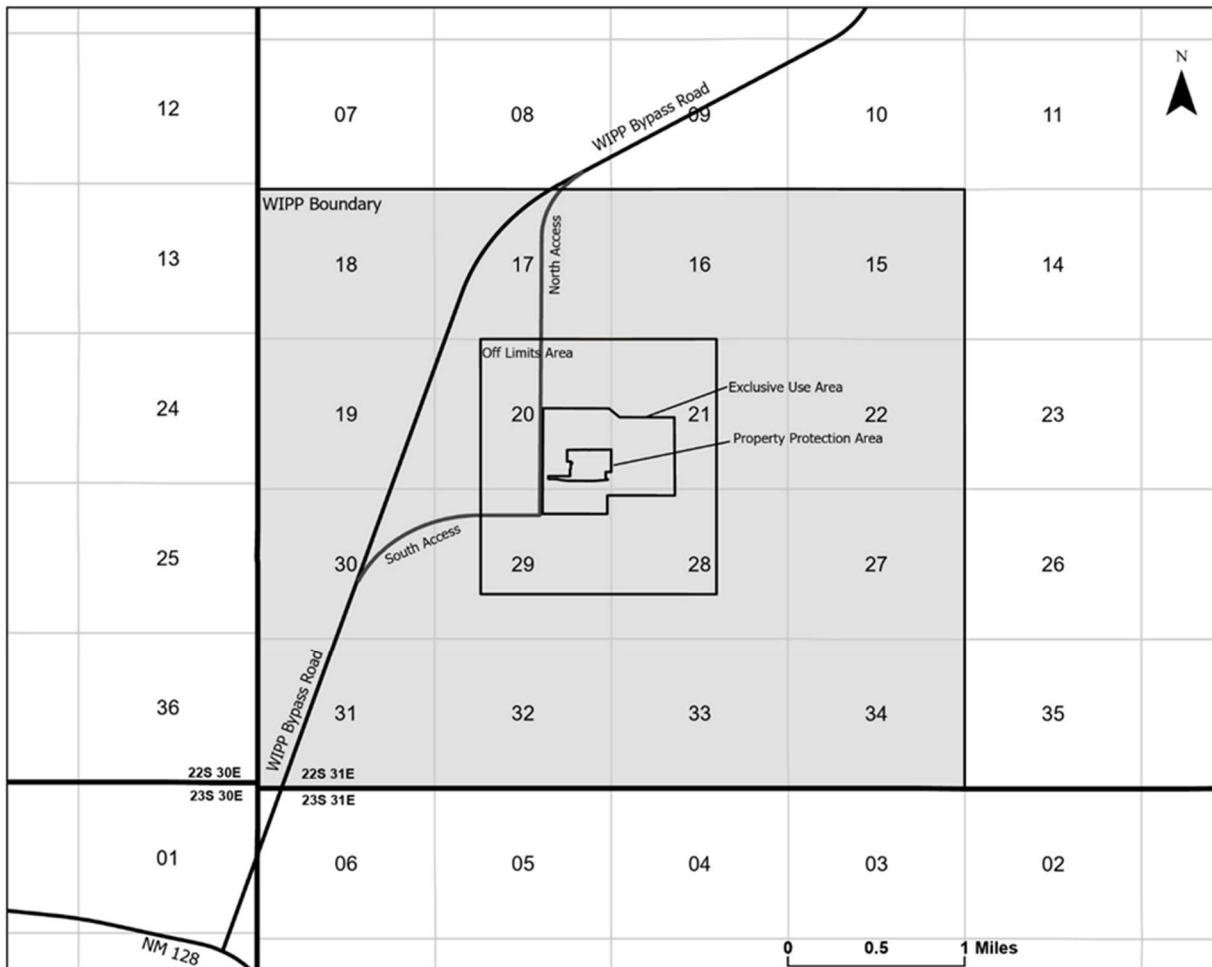 N
12 07 08 09 10 11
WIPP Bypass Road
WIPP Boundary
13 18 17 16 15 14
North Access
Off Limits Area
Exclusive Use Area
24 19 20 21 22 23
Property Protection Area
South Access
25 30 29 28 27 26
WIPP Bypass Road
36 31 32 33 34 35
22S 30E 22S 31E
23S 30E 23S 31E
01 06 05 04 03 02
NM 128
0 0.5 1 Miles